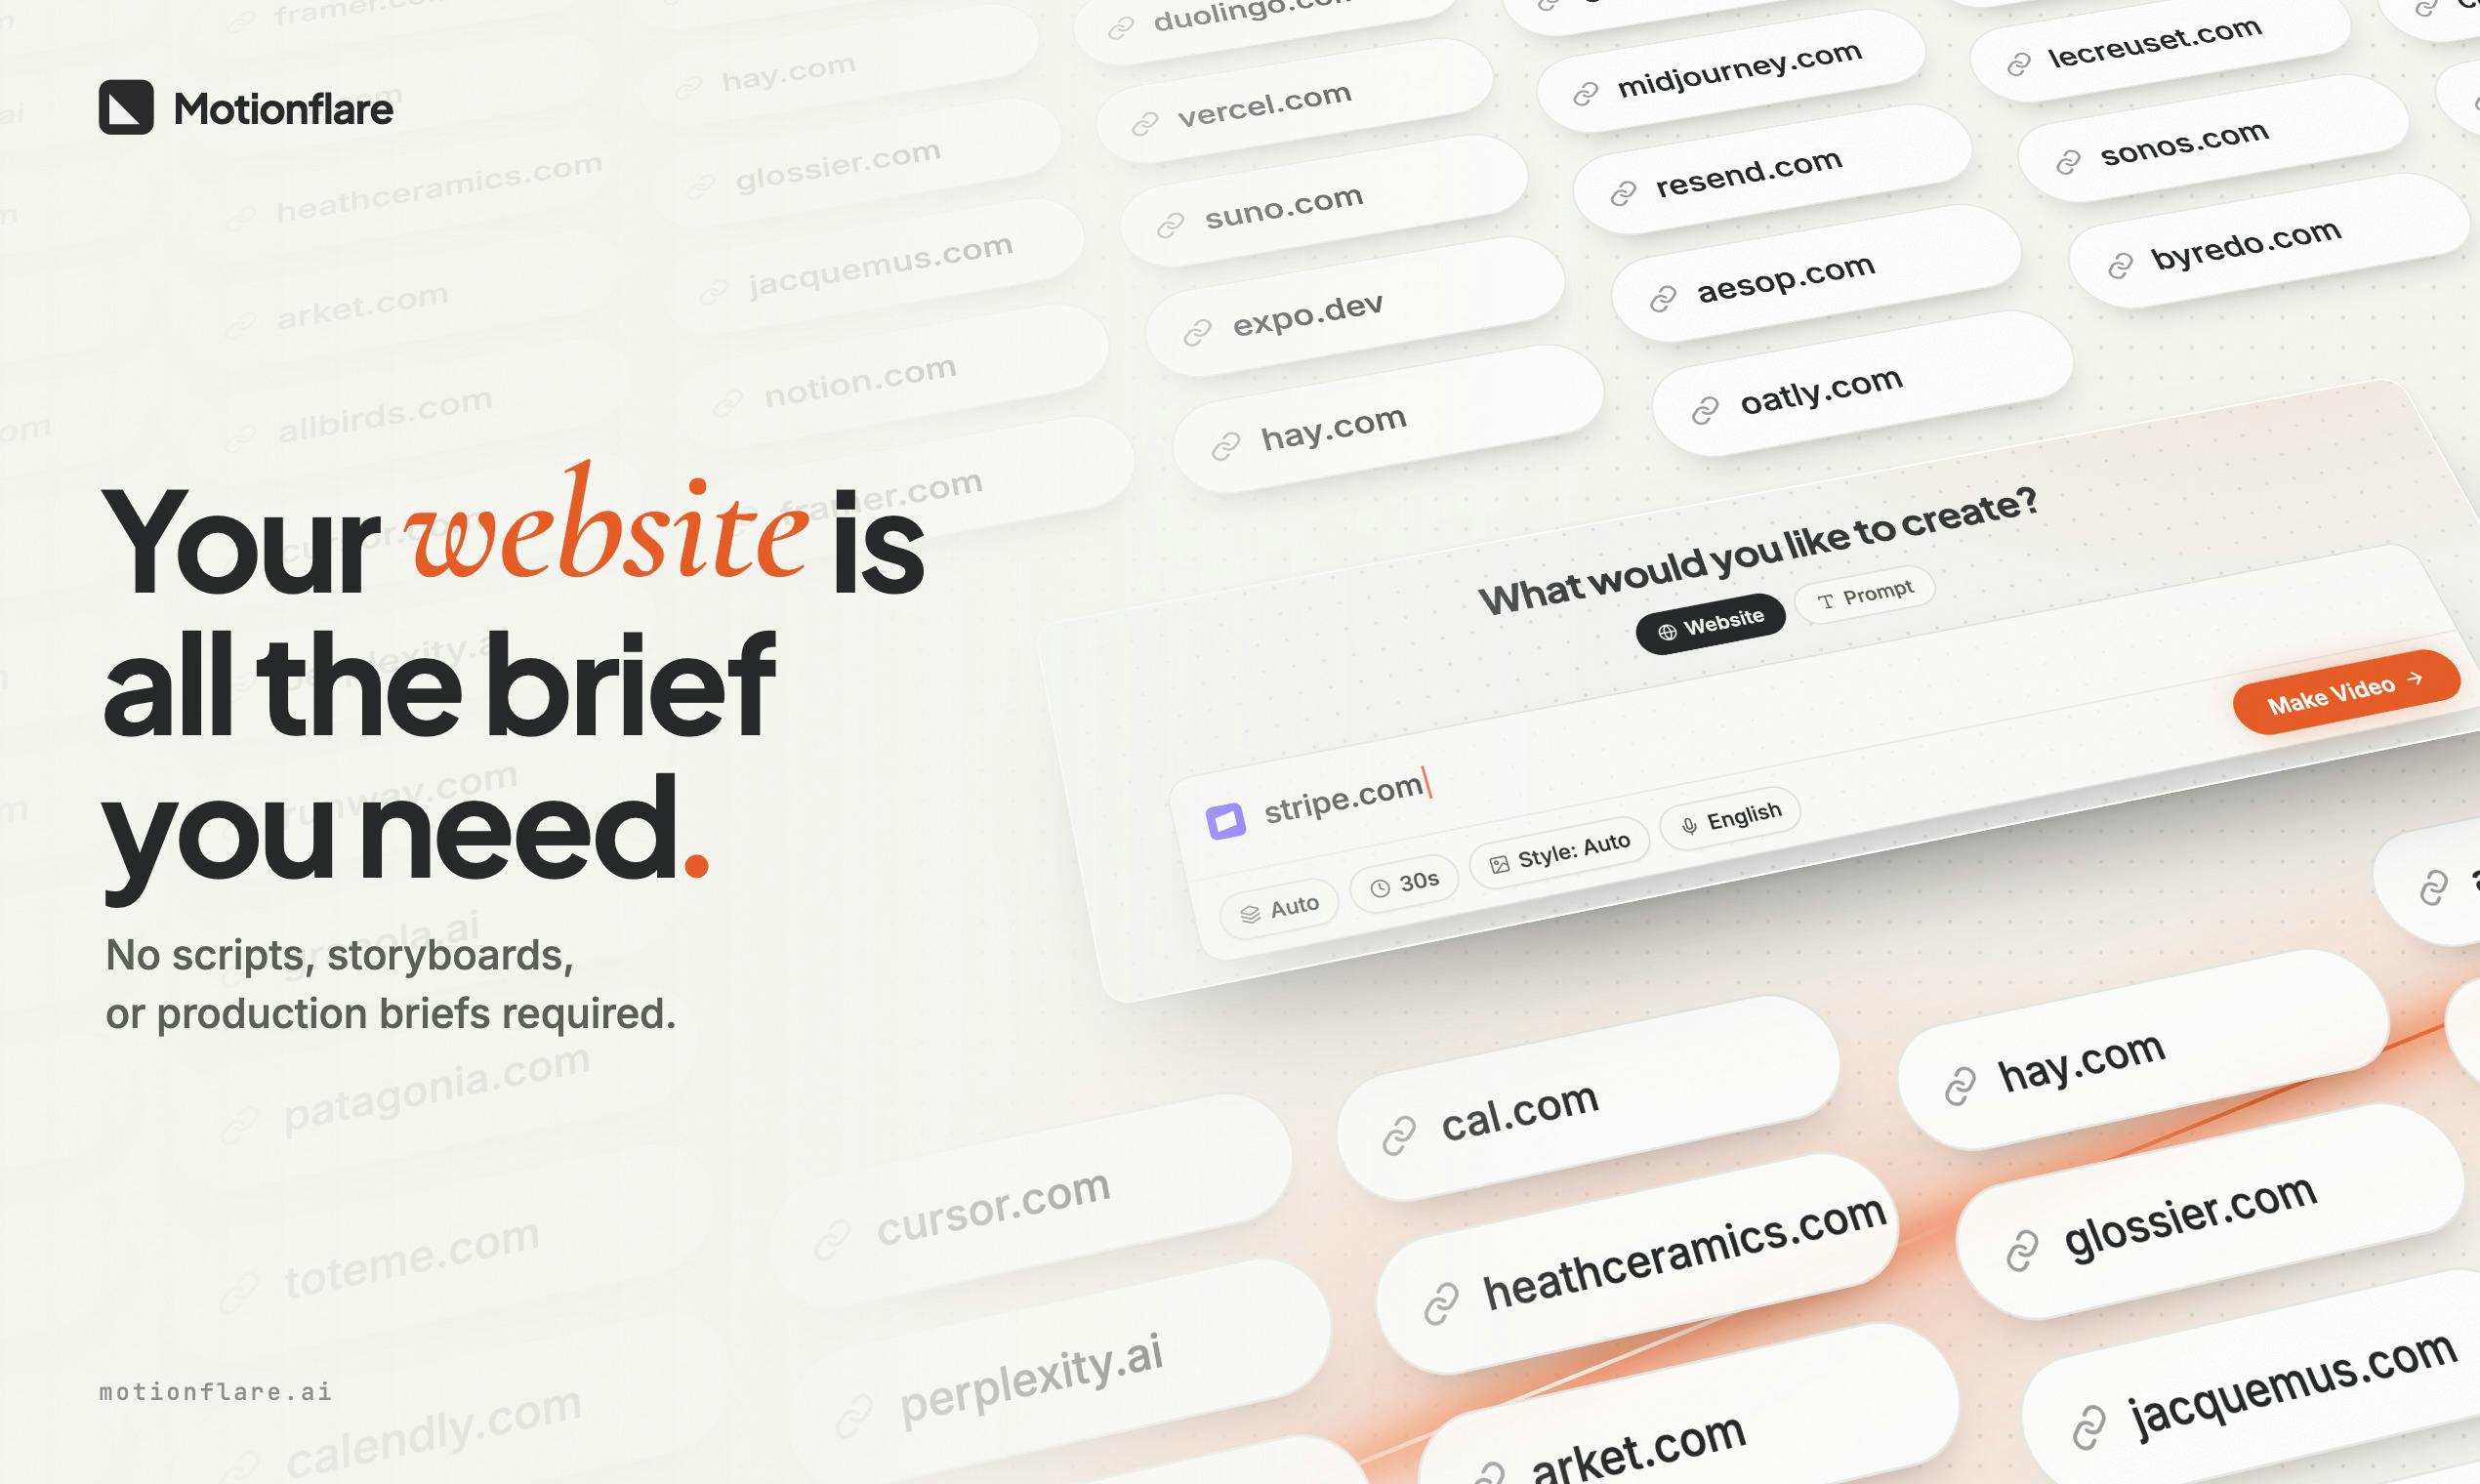 Motionflare
Your website is
all the brief
you need.
No scripts, storyboards,
or production briefs required.
motionflare.ai
heathceramics.com
arket.com
allbirds.com
runway.com
granola.ai
patagonia.com
toteme.com
calendly.com
hay.com
glossier.com
jacquemus.com
notion.com
framer.com
duolingo.com
vercel.com
suno.com
expo.dev
hay.com
midjourney.com
resend.com
aesop.com
oatly.com
lecreuset.com
sonos.com
byredo.com
What would you like to create?
Website
Prompt
stripe.com
Make Video →
Auto
30s
Style: Auto
English
cursor.com
perplexity.ai
cal.com
heathceramics.com
arket.com
hay.com
glossier.com
jacquemus.com